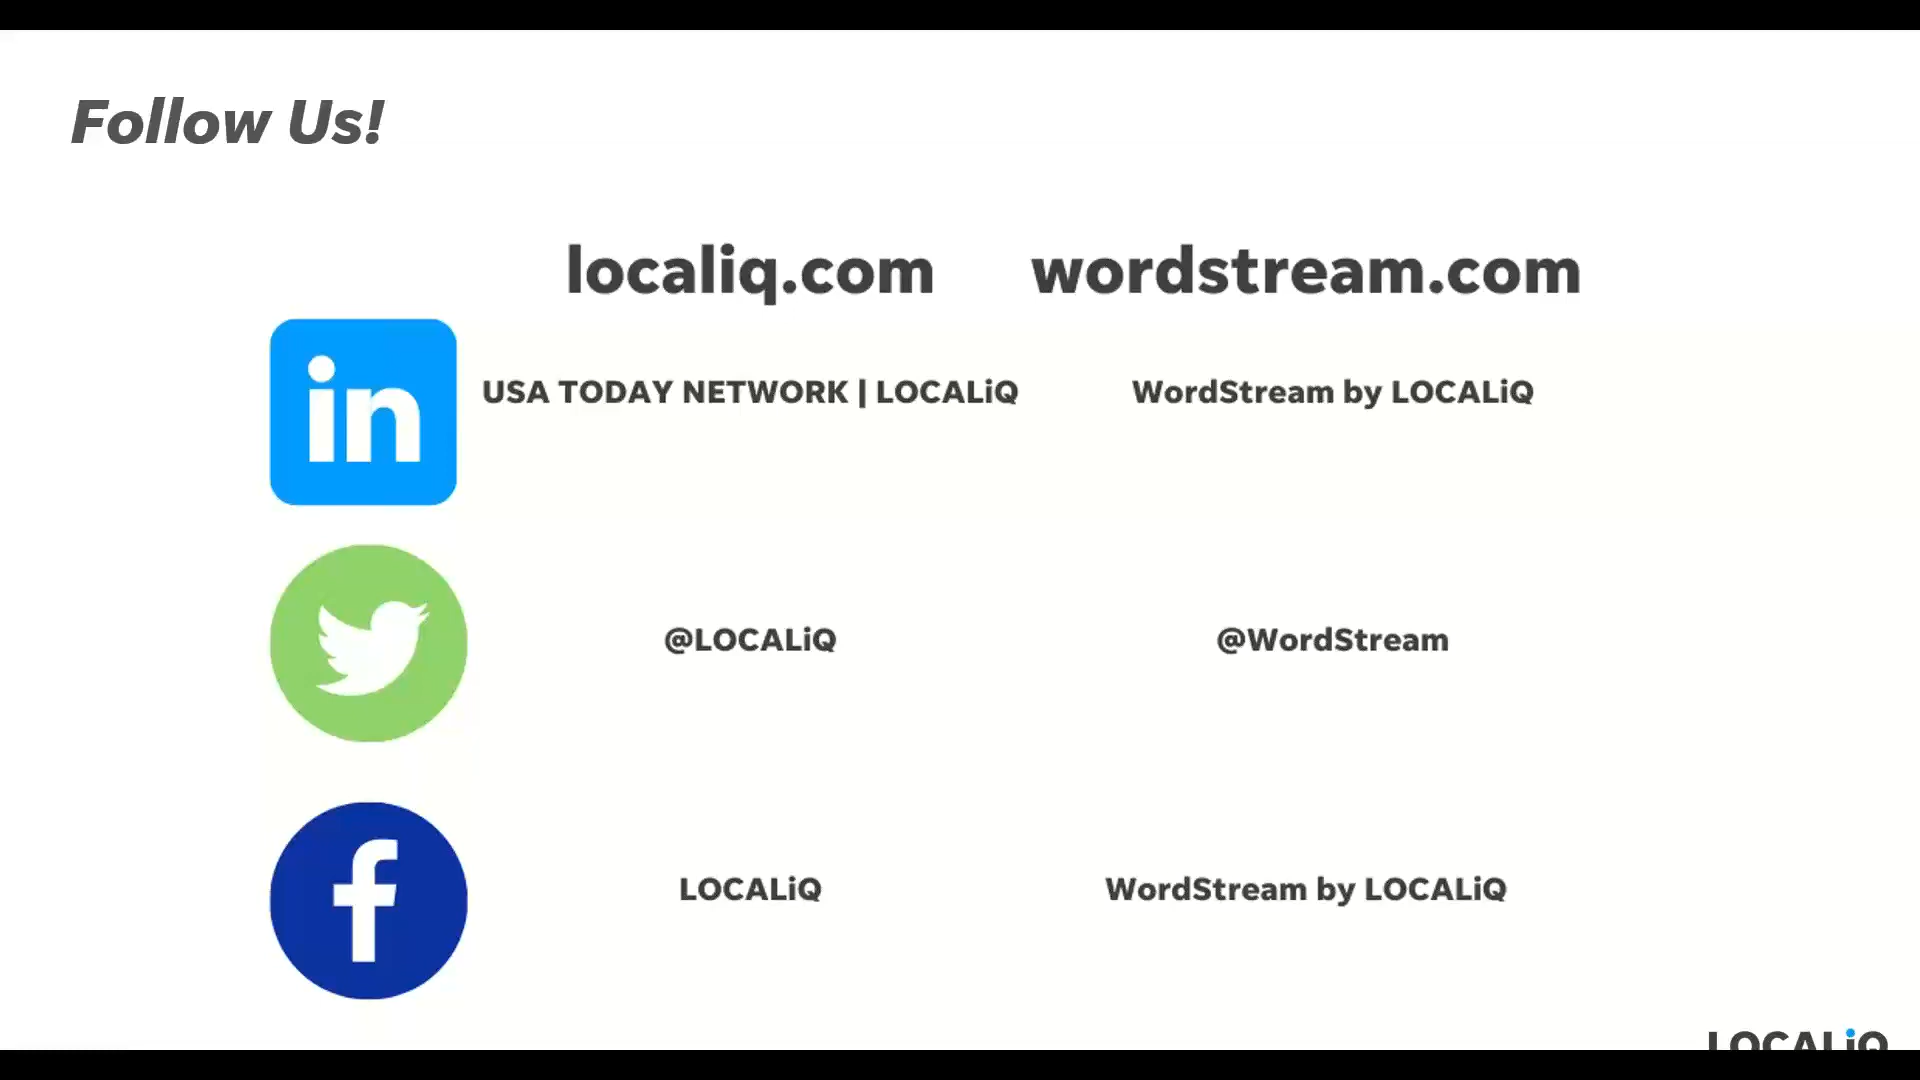 Follow Us!
localiq.com wordstream.com
in USA TODAY NETWORK | LOCALiQ WordStream by LOCALiQ
@LOCALiQ @WordStream
f LOCALiQ WordStream by LOCALiQ
LOCALiQ